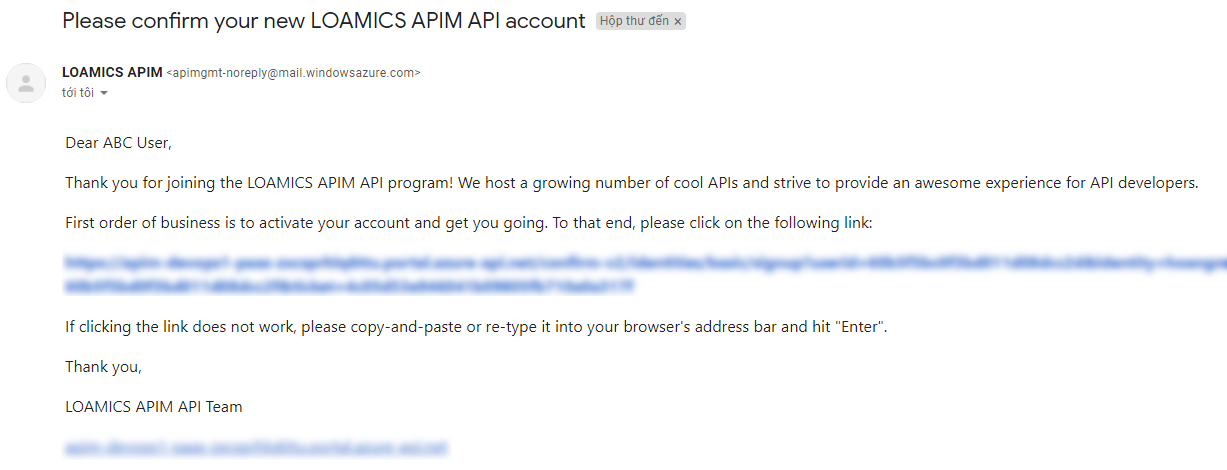 Please confirm your new LOAMICS APIM API account Hộp thư đến ×
LOAMICS APIM <apimgmt-noreply@mail.windowsazure.com>
tới tôi
Dear ABC User,
Thank you for joining the LOAMICS APIM API program! We host a growing number of cool APIs and strive to provide an awesome experience for API developers.
First order of business is to activate your account and get you going. To that end, please click on the following link:
If clicking the link does not work, please copy-and-paste or re-type it into your browser's address bar and hit "Enter".
Thank you,
LOAMICS APIM API Team